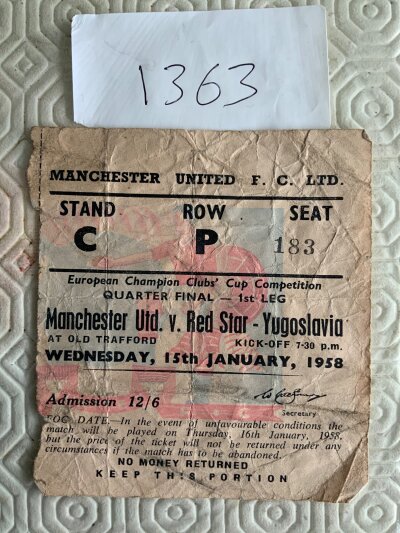 1363
MANCHESTER UNITED F. C. LTD.
STAND ROW SEAT
C P 183
European Champion Clubs' Cup Competition
QUARTER FINAL — 1st LEG
Manchester Utd. v. Red Star - Yugoslavia
AT OLD TRAFFORD KICK-OFF 7-30 p.m.
WEDNESDAY, 15th JANUARY, 1958
Admission 12/6
Secretary
FOG DATE. In the event of unfavourable conditions the
match will be played on Thursday, 16th January, 1958,
but the price of the ticket will not be returned under any
circumstances if the match has to be abandoned.
NO MONEY RETURNED
KEEP THIS PORTION